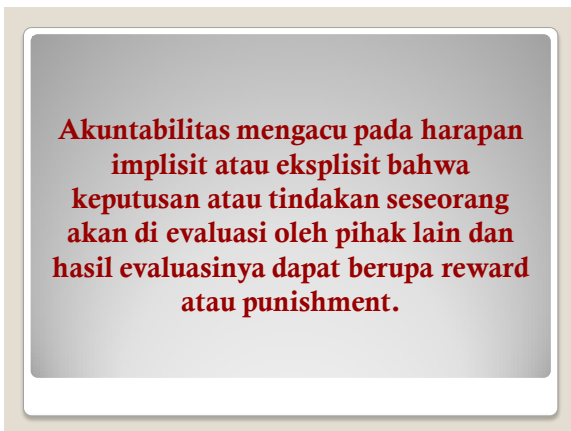 Akuntabilitas mengacu pada harapan
implisit atau eksplisit bahwa
keputusan atau tindakan seseorang
akan di evaluasi oleh pihak lain dan
hasil evaluasinya dapat berupa reward
atau punishment.